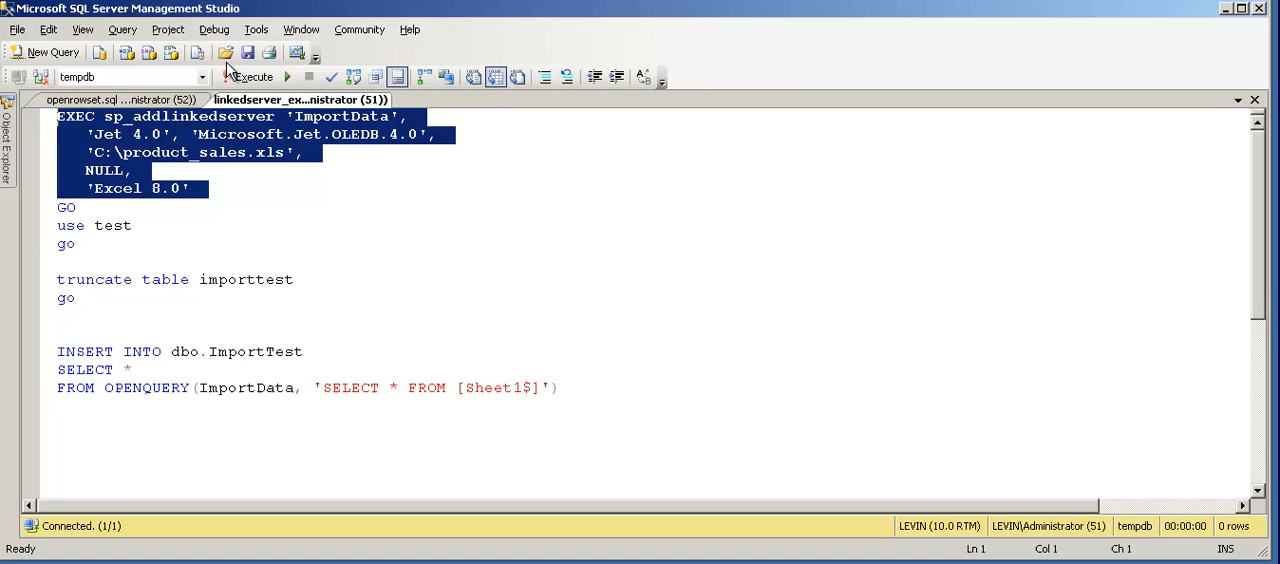 Microsoft SQL Server Management Studio
File Edit View Query Project Debug Tools Window Community Help
New Query
tempdb Execute
openrowset.sql ...nistrator (52)) linkedserver_ex...nistrator (51))
Object Explorer
EXEC sp_addlinkedserver 'ImportData',
'Jet 4.0', 'Microsoft.Jet.OLEDB.4.0',
'C:\product_sales.xls',
NULL,
'Excel 8.0'
GO
use test
go
truncate table importtest
go
INSERT INTO dbo.ImportTest
SELECT *
FROM OPENQUERY(ImportData, 'SELECT * FROM [Sheet1$]')
Connected. (1/1) LEVIN (10.0 RTM) LEVIN\Administrator (51) tempdb 00:00:00 0 rows
Ready Ln 1 Col 1 Ch 1 INS